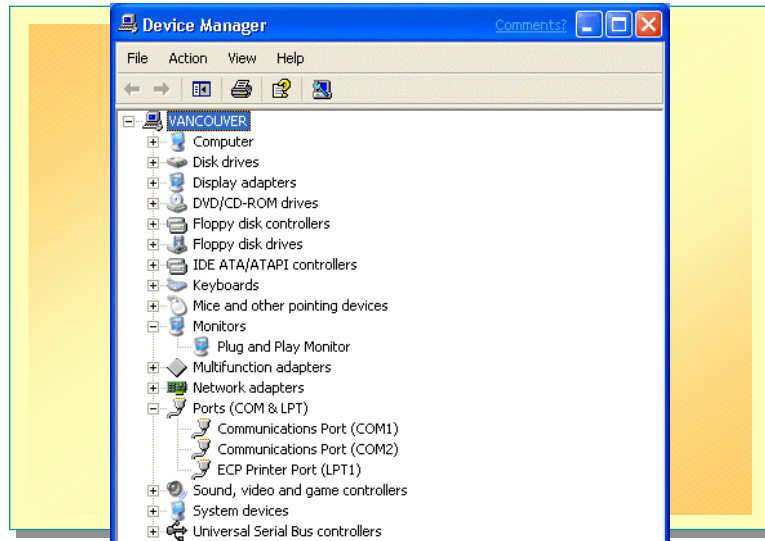 Device Manager Comments?
File Action View Help
VANCOUVER
Computer
Disk drives
Display adapters
DVD/CD-ROM drives
Floppy disk controllers
Floppy disk drives
IDE ATA/ATAPI controllers
Keyboards
Mice and other pointing devices
Monitors
Plug and Play Monitor
Multifunction adapters
Network adapters
Ports (COM & LPT)
Communications Port (COM1)
Communications Port (COM2)
ECP Printer Port (LPT1)
Sound, video and game controllers
System devices
Universal Serial Bus controllers